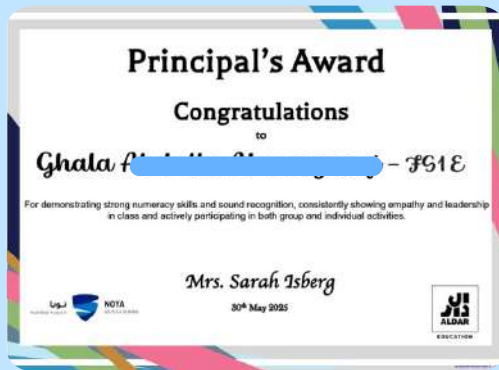 Principal's Award
Congratulations
to
Ghala – FS1E
For demonstrating strong numeracy skills and sound recognition, consistently showing empathy and leadership
in class and actively participating in both group and individual activities.
Mrs. Sarah Isberg
30th May 2025
نويا
NOYA
الدار
ALDAR
EDUCATION